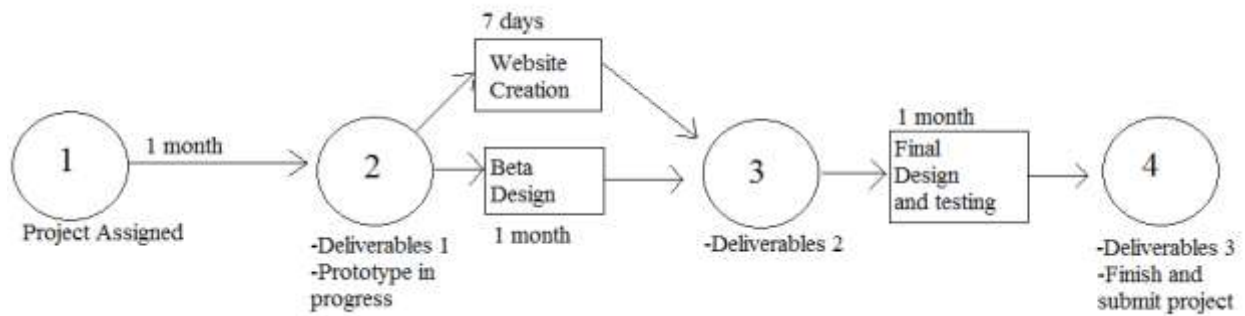 1
Project Assigned
1 month
2
-Deliverables 1
-Prototype in
progress
7 days
Website
Creation
Beta
Design
1 month
3
-Deliverables 2
1 month
Final
Design
and testing
4
-Deliverables 3
-Finish and
submit project